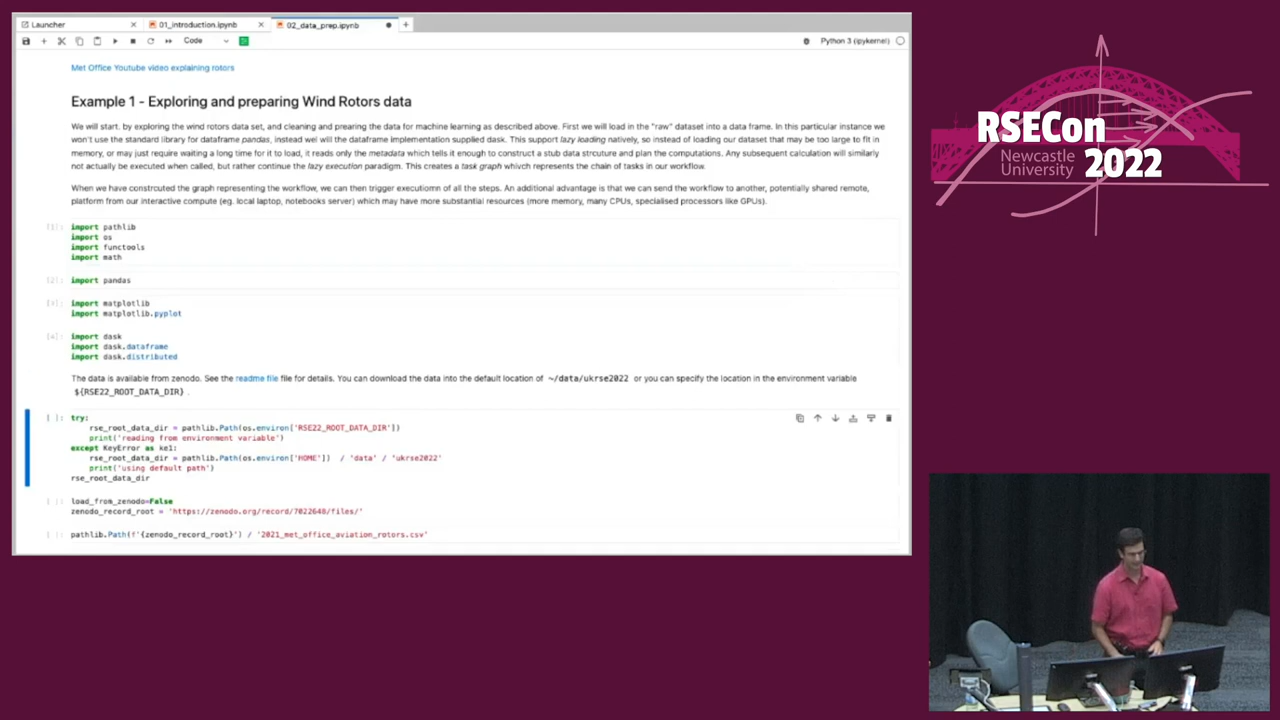 Launcher
01_introduction.ipynb
02_data_prep.ipynb
Code
Python 3 (ipykernel)
Met Office Youtube video explaining rotors
Example 1 - Exploring and preparing Wind Rotors data
We will start. by exploring the wind rotors data set, and cleaning and prearing the data for machine learning as described above. First we will load in the "raw" dataset into a data frame. In this particular instance we
won't use the standard library for dataframe pandas, instead wel will the dataframe implementation supplied dask. This support lazy loading natively, so instead of loading our dataset that may be too large to fit in
memory, or may just require waiting a long time for it to load, it reads only the metadata which tells it enough to construct a stub data strcuture and plan the computations. Any subsequent calculation will similarly
not actually be executed when called, but rather continue the lazy execution paradigm. This creates a task graph whivch represents the chain of tasks in our workflow.
When we have construcuted the graph representing the workflow, we can then trigger executiomn of all the steps. An additional advantage is that we can send the workflow to another, potentially shared remote,
platform from our interactive compute (eg. local laptop, notebooks server) which may have more substantial resources (more memory, many CPUs, specialised processors like GPUs).
[1]: import pathlib
import os
import functools
import math
[2]: import pandas
[3]: import matplotlib
import matplotlib.pyplot
[4]: import dask
import dask.dataframe
import dask.distributed
The data is available from zenodo. See the readme file file for details. You can download the data into the default location of ~/data/ukrse2022 or you can specify the location in the environment variable
${RSE22_ROOT_DATA_DIR} .
[ ]: try:
rse_root_data_dir = pathlib.Path(os.environ['RSE22_ROOT_DATA_DIR'])
print('reading from environment variable')
except KeyError as ke1:
rse_root_data_dir = pathlib.Path(os.environ['HOME']) / 'data' / 'ukrse2022'
print('using default path')
rse_root_data_dir
[ ]: load_from_zenodo=False
zenodo_record_root = 'https://zenodo.org/record/7022648/files/'
[ ]: pathlib.Path(f'{zenodo_record_root}') / '2021_met_office_aviation_rotors.csv'
RSECon
Newcastle
University
2022